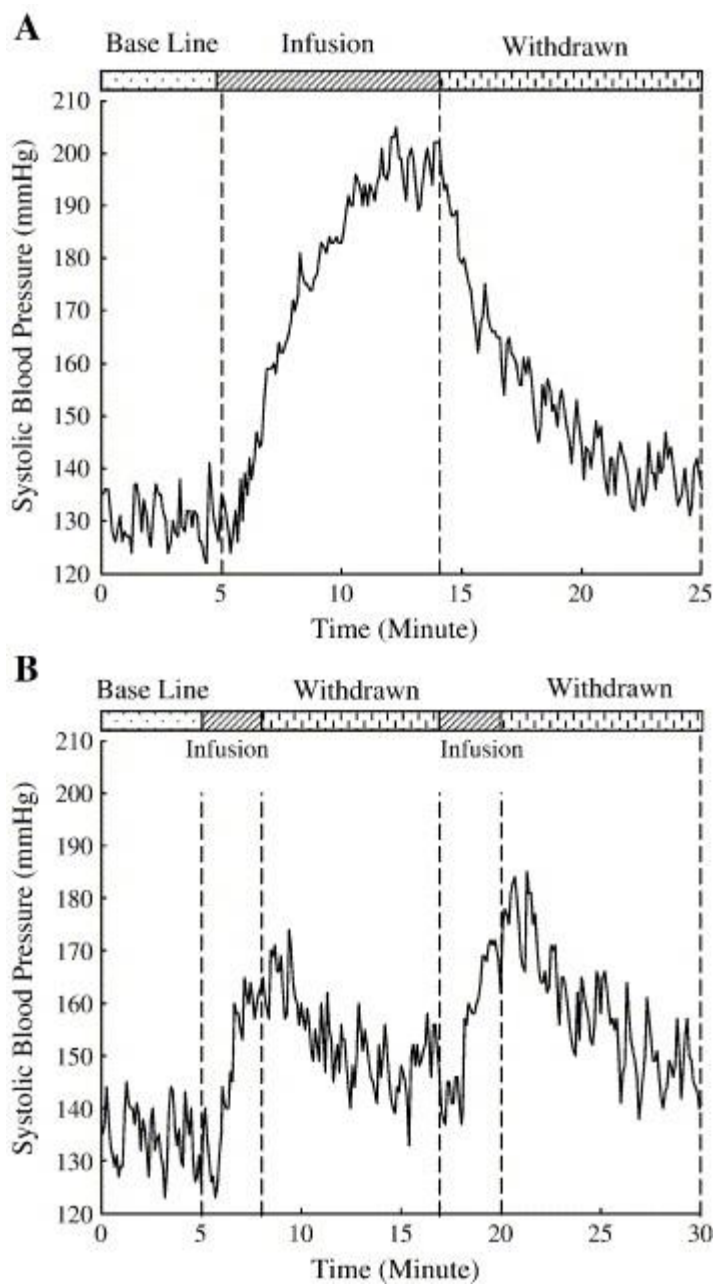 A
Base Line Infusion Withdrawn
210
200
190
180
170
160
150
140
130
120
Systolic Blood Pressure (mmHg)
0 5 10 15 20 25
Time (Minute)
B
Base Line Withdrawn Withdrawn
Infusion Infusion
210
200
190
180
170
160
150
140
130
120
Systolic Blood Pressure (mmHg)
0 5 10 15 20 25 30
Time (Minute)